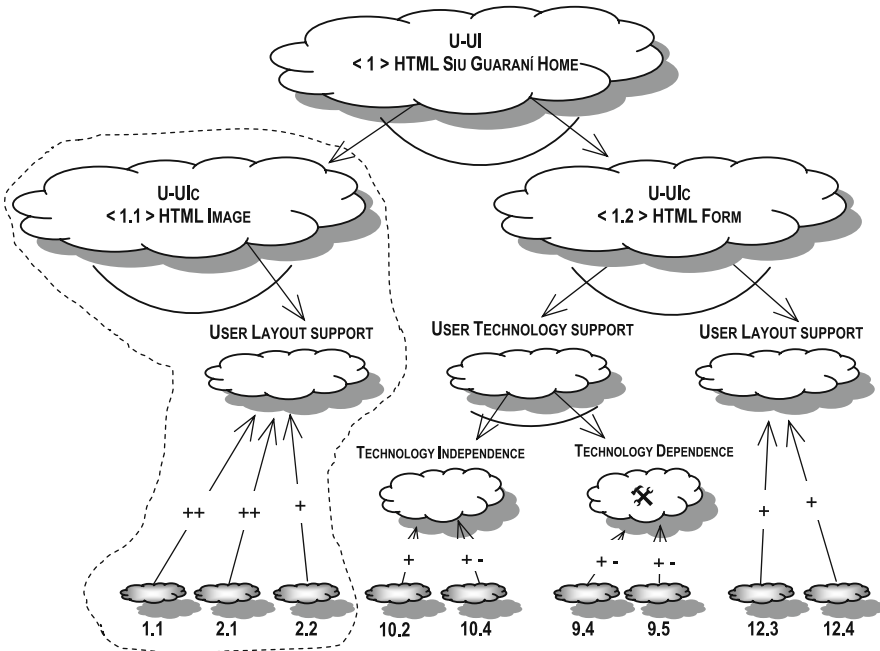 U-UI
< 1 > HTML SIU GUARANÍ HOME
U-UIC
< 1.1 > HTML IMAGE
U-UIC
< 1.2 > HTML FORM
USER LAYOUT SUPPORT
USER TECHNOLOGY SUPPORT
USER LAYOUT SUPPORT
TECHNOLOGY INDEPENDENCE
TECHNOLOGY DEPENDENCE
++
++
+
+
+ -
+ -
+ -
+
+
1.1
2.1
2.2
10.2
10.4
9.4
9.5
12.3
12.4